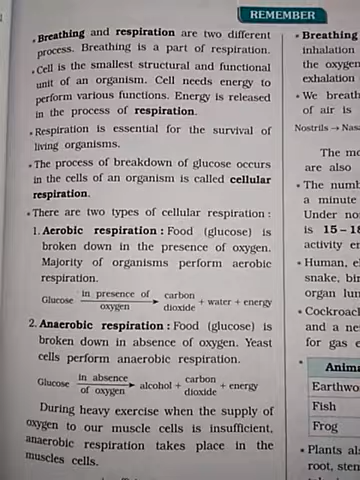 REMEMBER
• Breathing and respiration are two different
process. Breathing is a part of respiration.
• Cell is the smallest structural and functional
unit of an organism. Cell needs energy to
perform various functions. Energy is released
in the process of respiration.
• Respiration is essential for the survival of
living organisms.
• The process of breakdown of glucose occurs
in the cells of an organism is called cellular
respiration.
• There are two types of cellular respiration :
1. Aerobic respiration : Food (glucose) is
broken down in the presence of oxygen.
Majority of organisms perform aerobic
respiration.
Glucose in presence of oxygen → carbon dioxide + water + energy
2. Anaerobic respiration : Food (glucose) is
broken down in absence of oxygen. Yeast
cells perform anaerobic respiration.
Glucose in absence of oxygen → alcohol + carbon dioxide + energy
During heavy exercise when the supply of
oxygen to our muscle cells is insufficient,
anaerobic respiration takes place in the
muscles cells.
• Breathing
inhalation
the oxygen
exhalation
• We breath
of air is
Nostrils → Nasa
The mo
are also
• The numb
a minute
Under no
is 15 – 18
activity en
• Human, el
snake, bir
organ lun
• Cockroach
and a ne
for gas e
Anima
Earthwo
Fish
Frog
• Plants als
root, stem